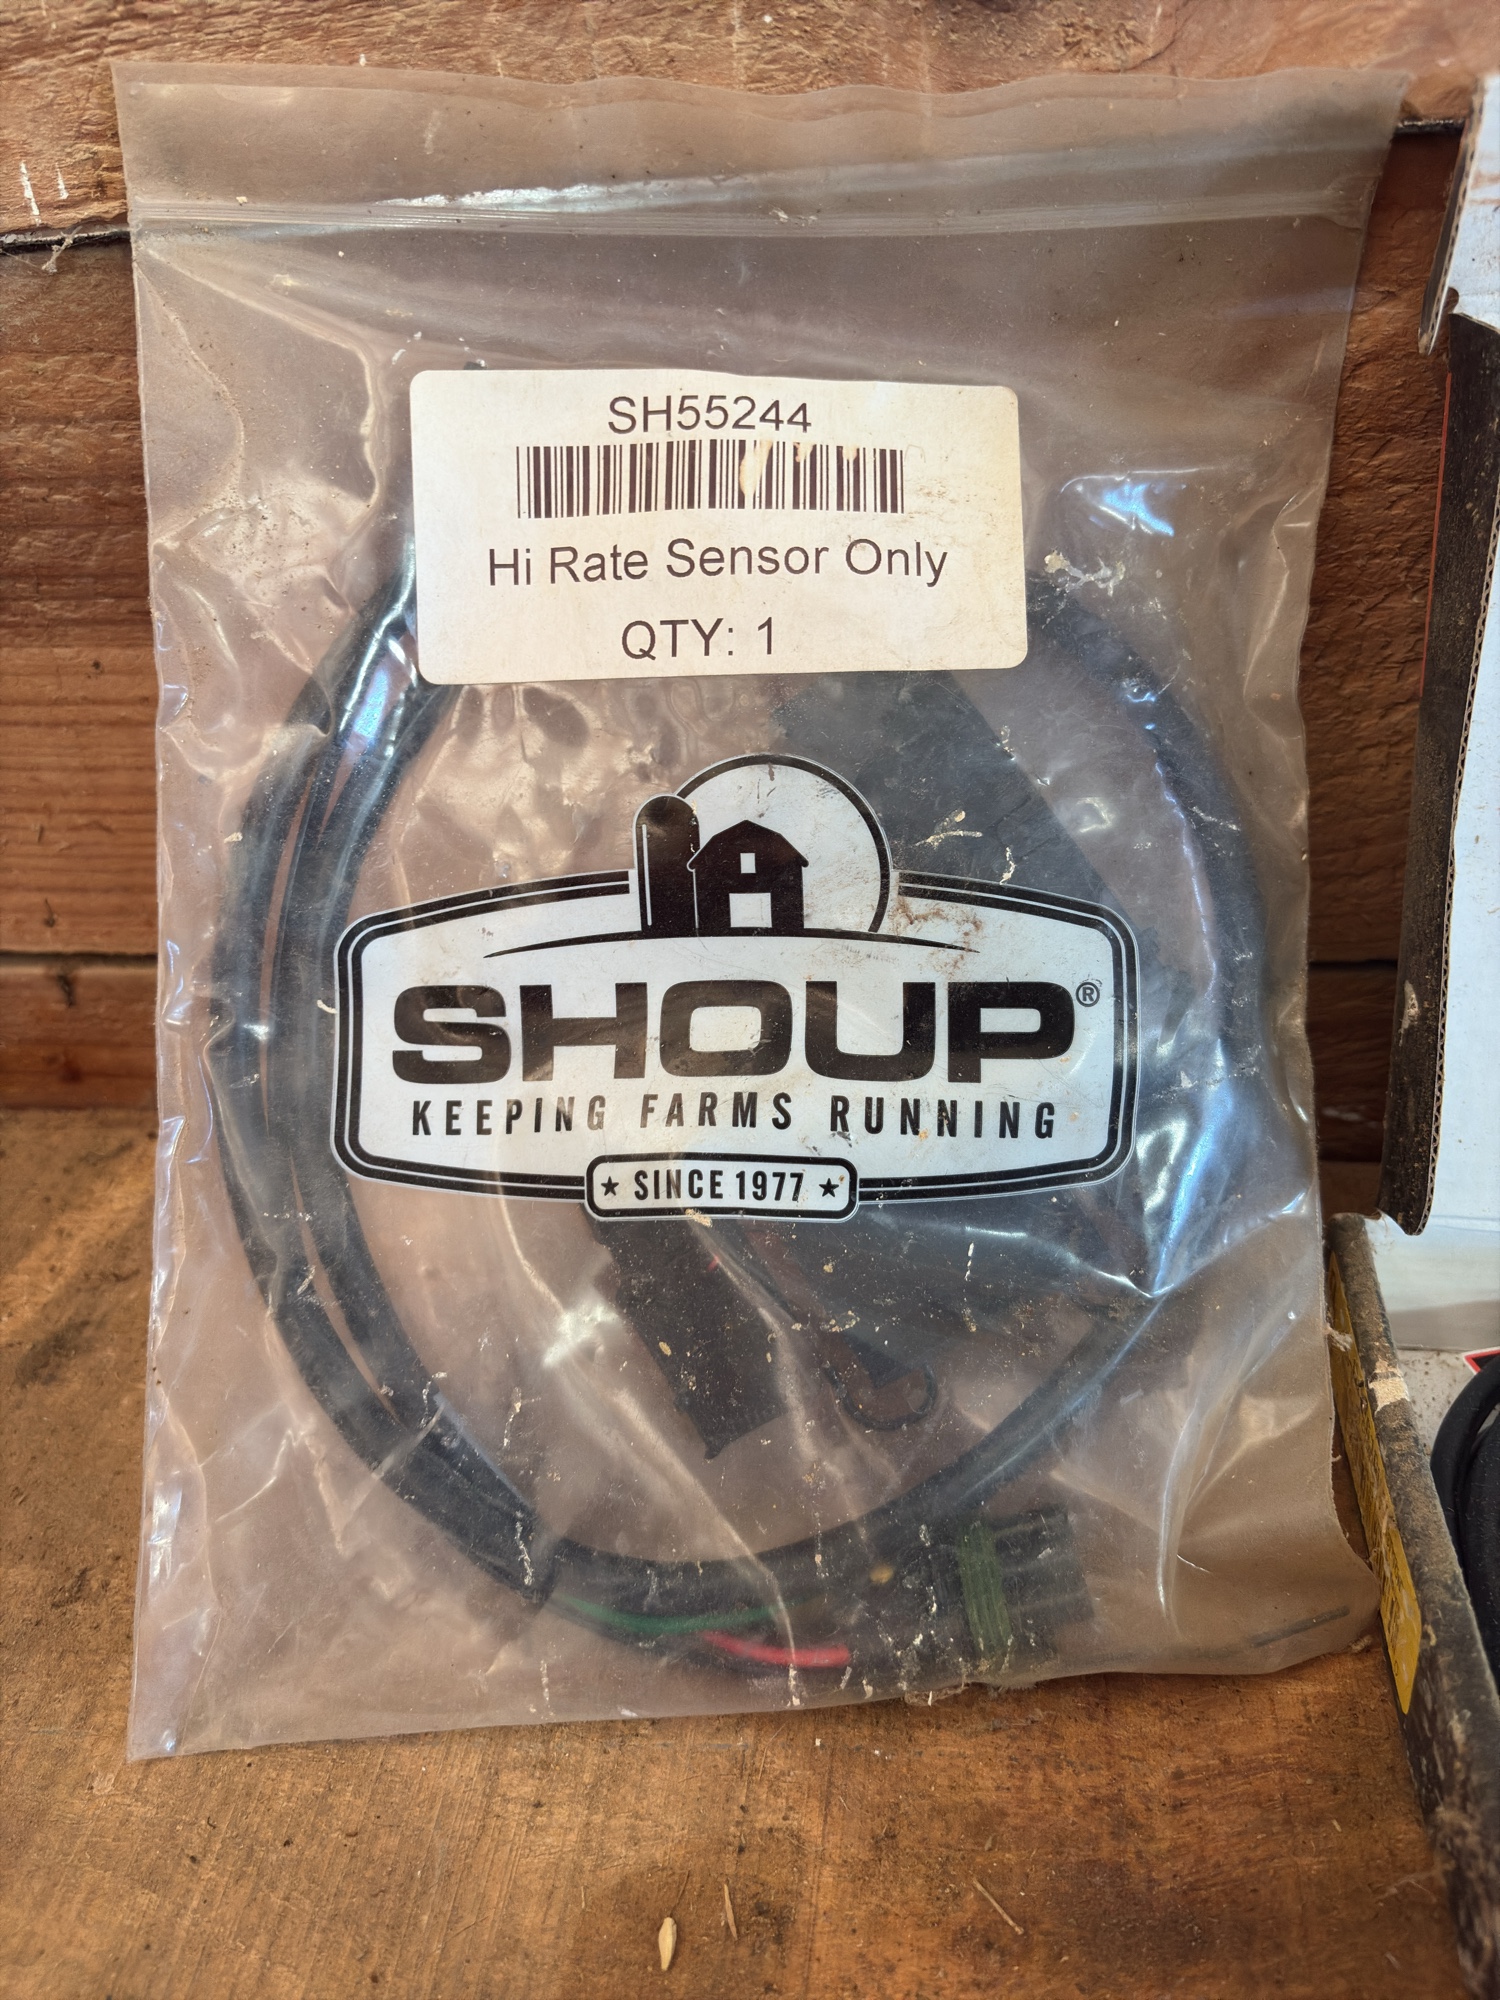 SH55244
Hi Rate Sensor Only
QTY: 1
SHOUP®
KEEPING FARMS RUNNING
★ SINCE 1977 ★